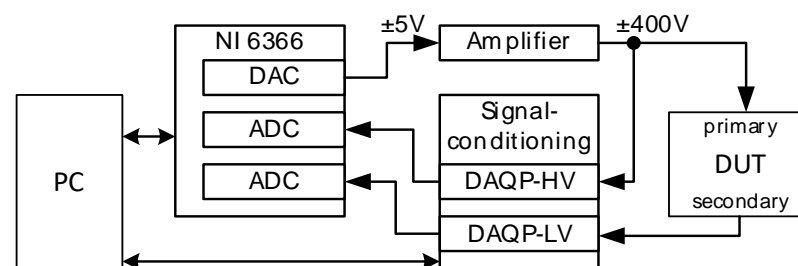 NI 6366
DAC
ADC
ADC
PC
±5V
Amplifier
±400V
Signal-
conditioning
DAQP-HV
DAQP-LV
primary
DUT
secondary